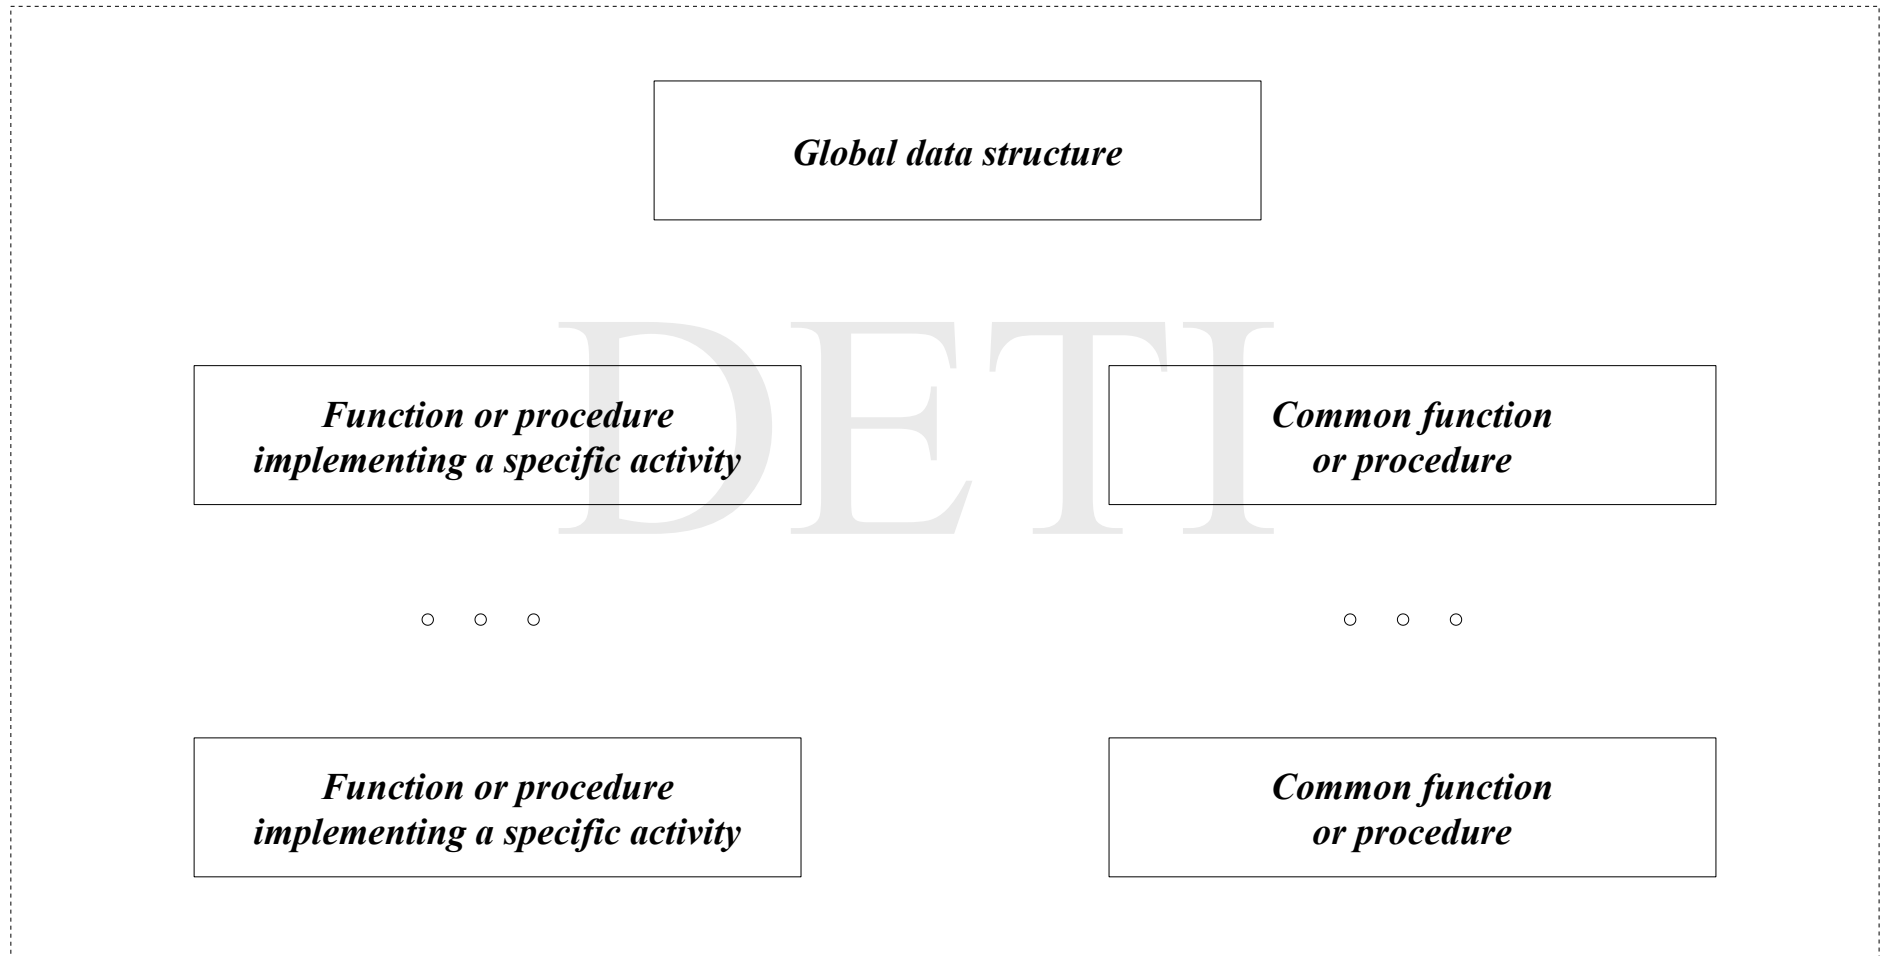 Global data structure
DETI
Function or procedure
implementing a specific activity
Common function
or procedure
Function or procedure
implementing a specific activity
Common function
or procedure